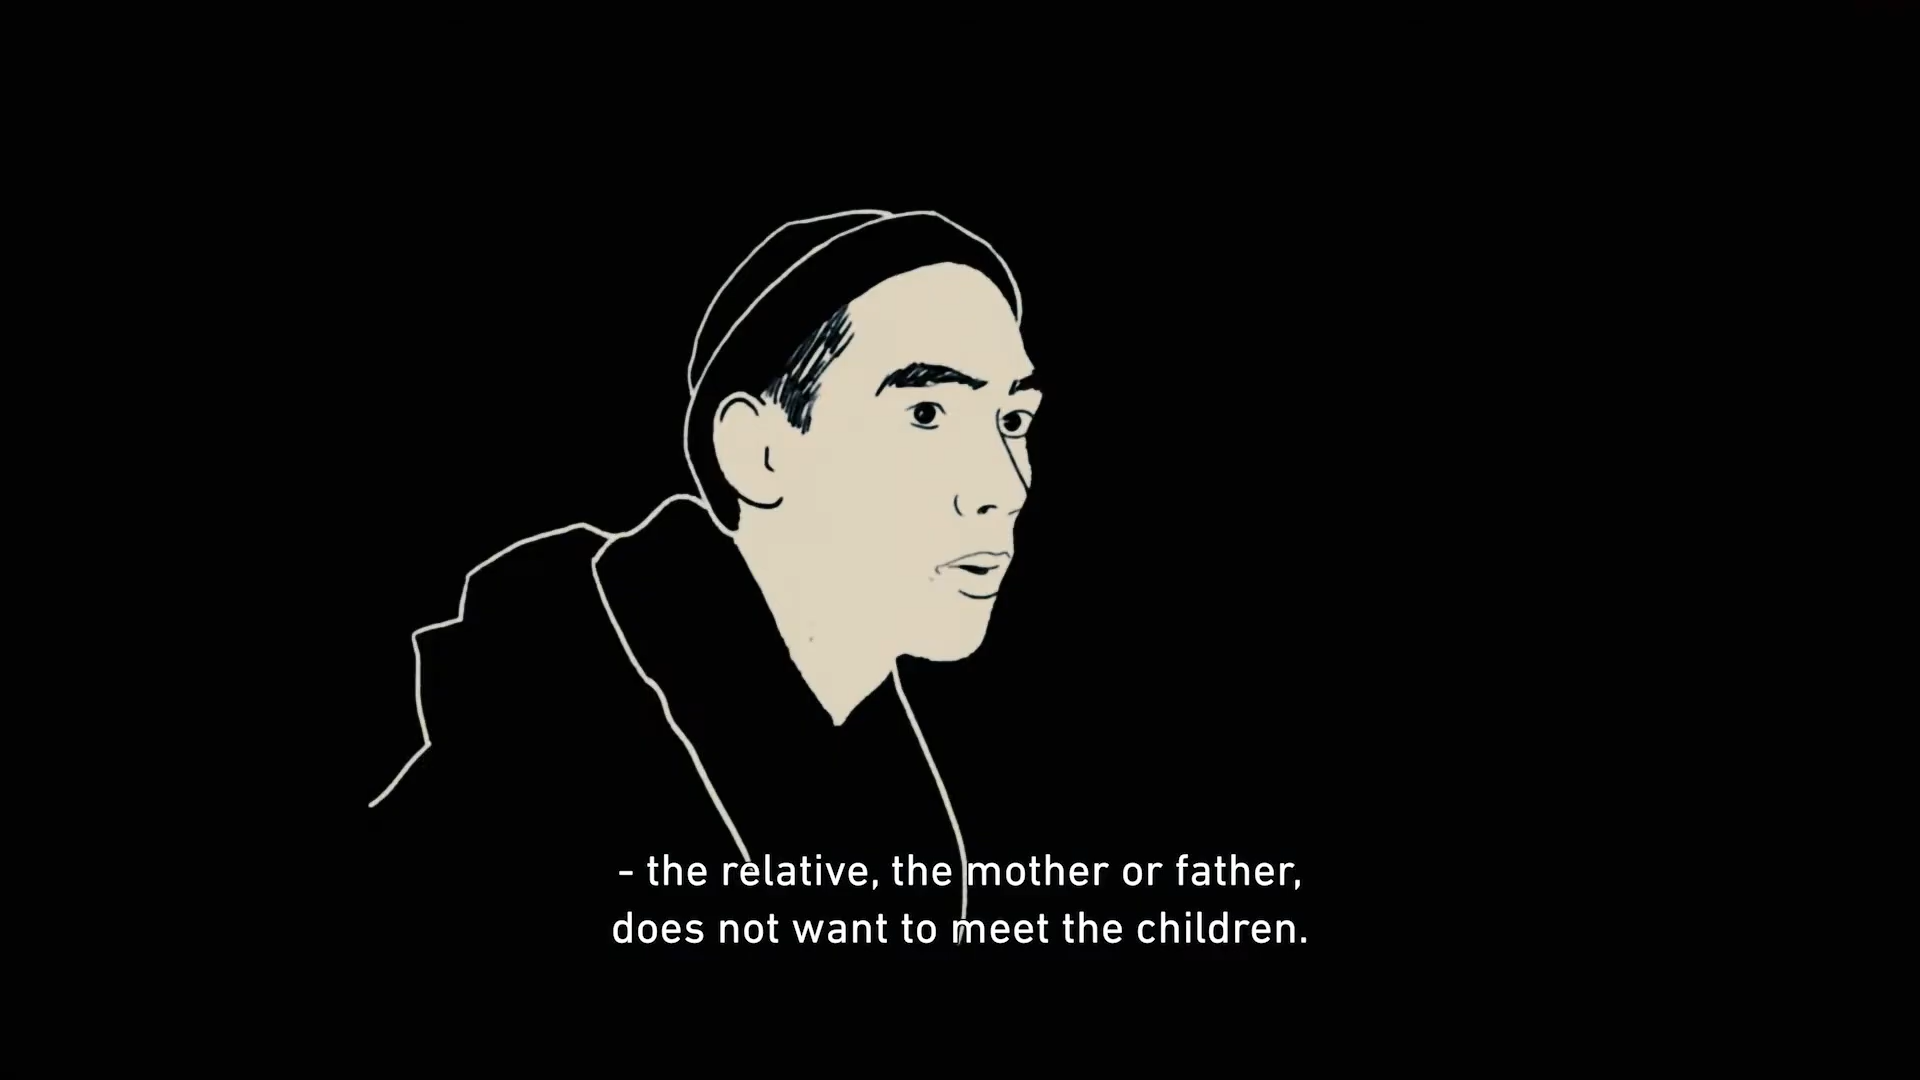 - the relative, the mother or father,
does not want to meet the children.